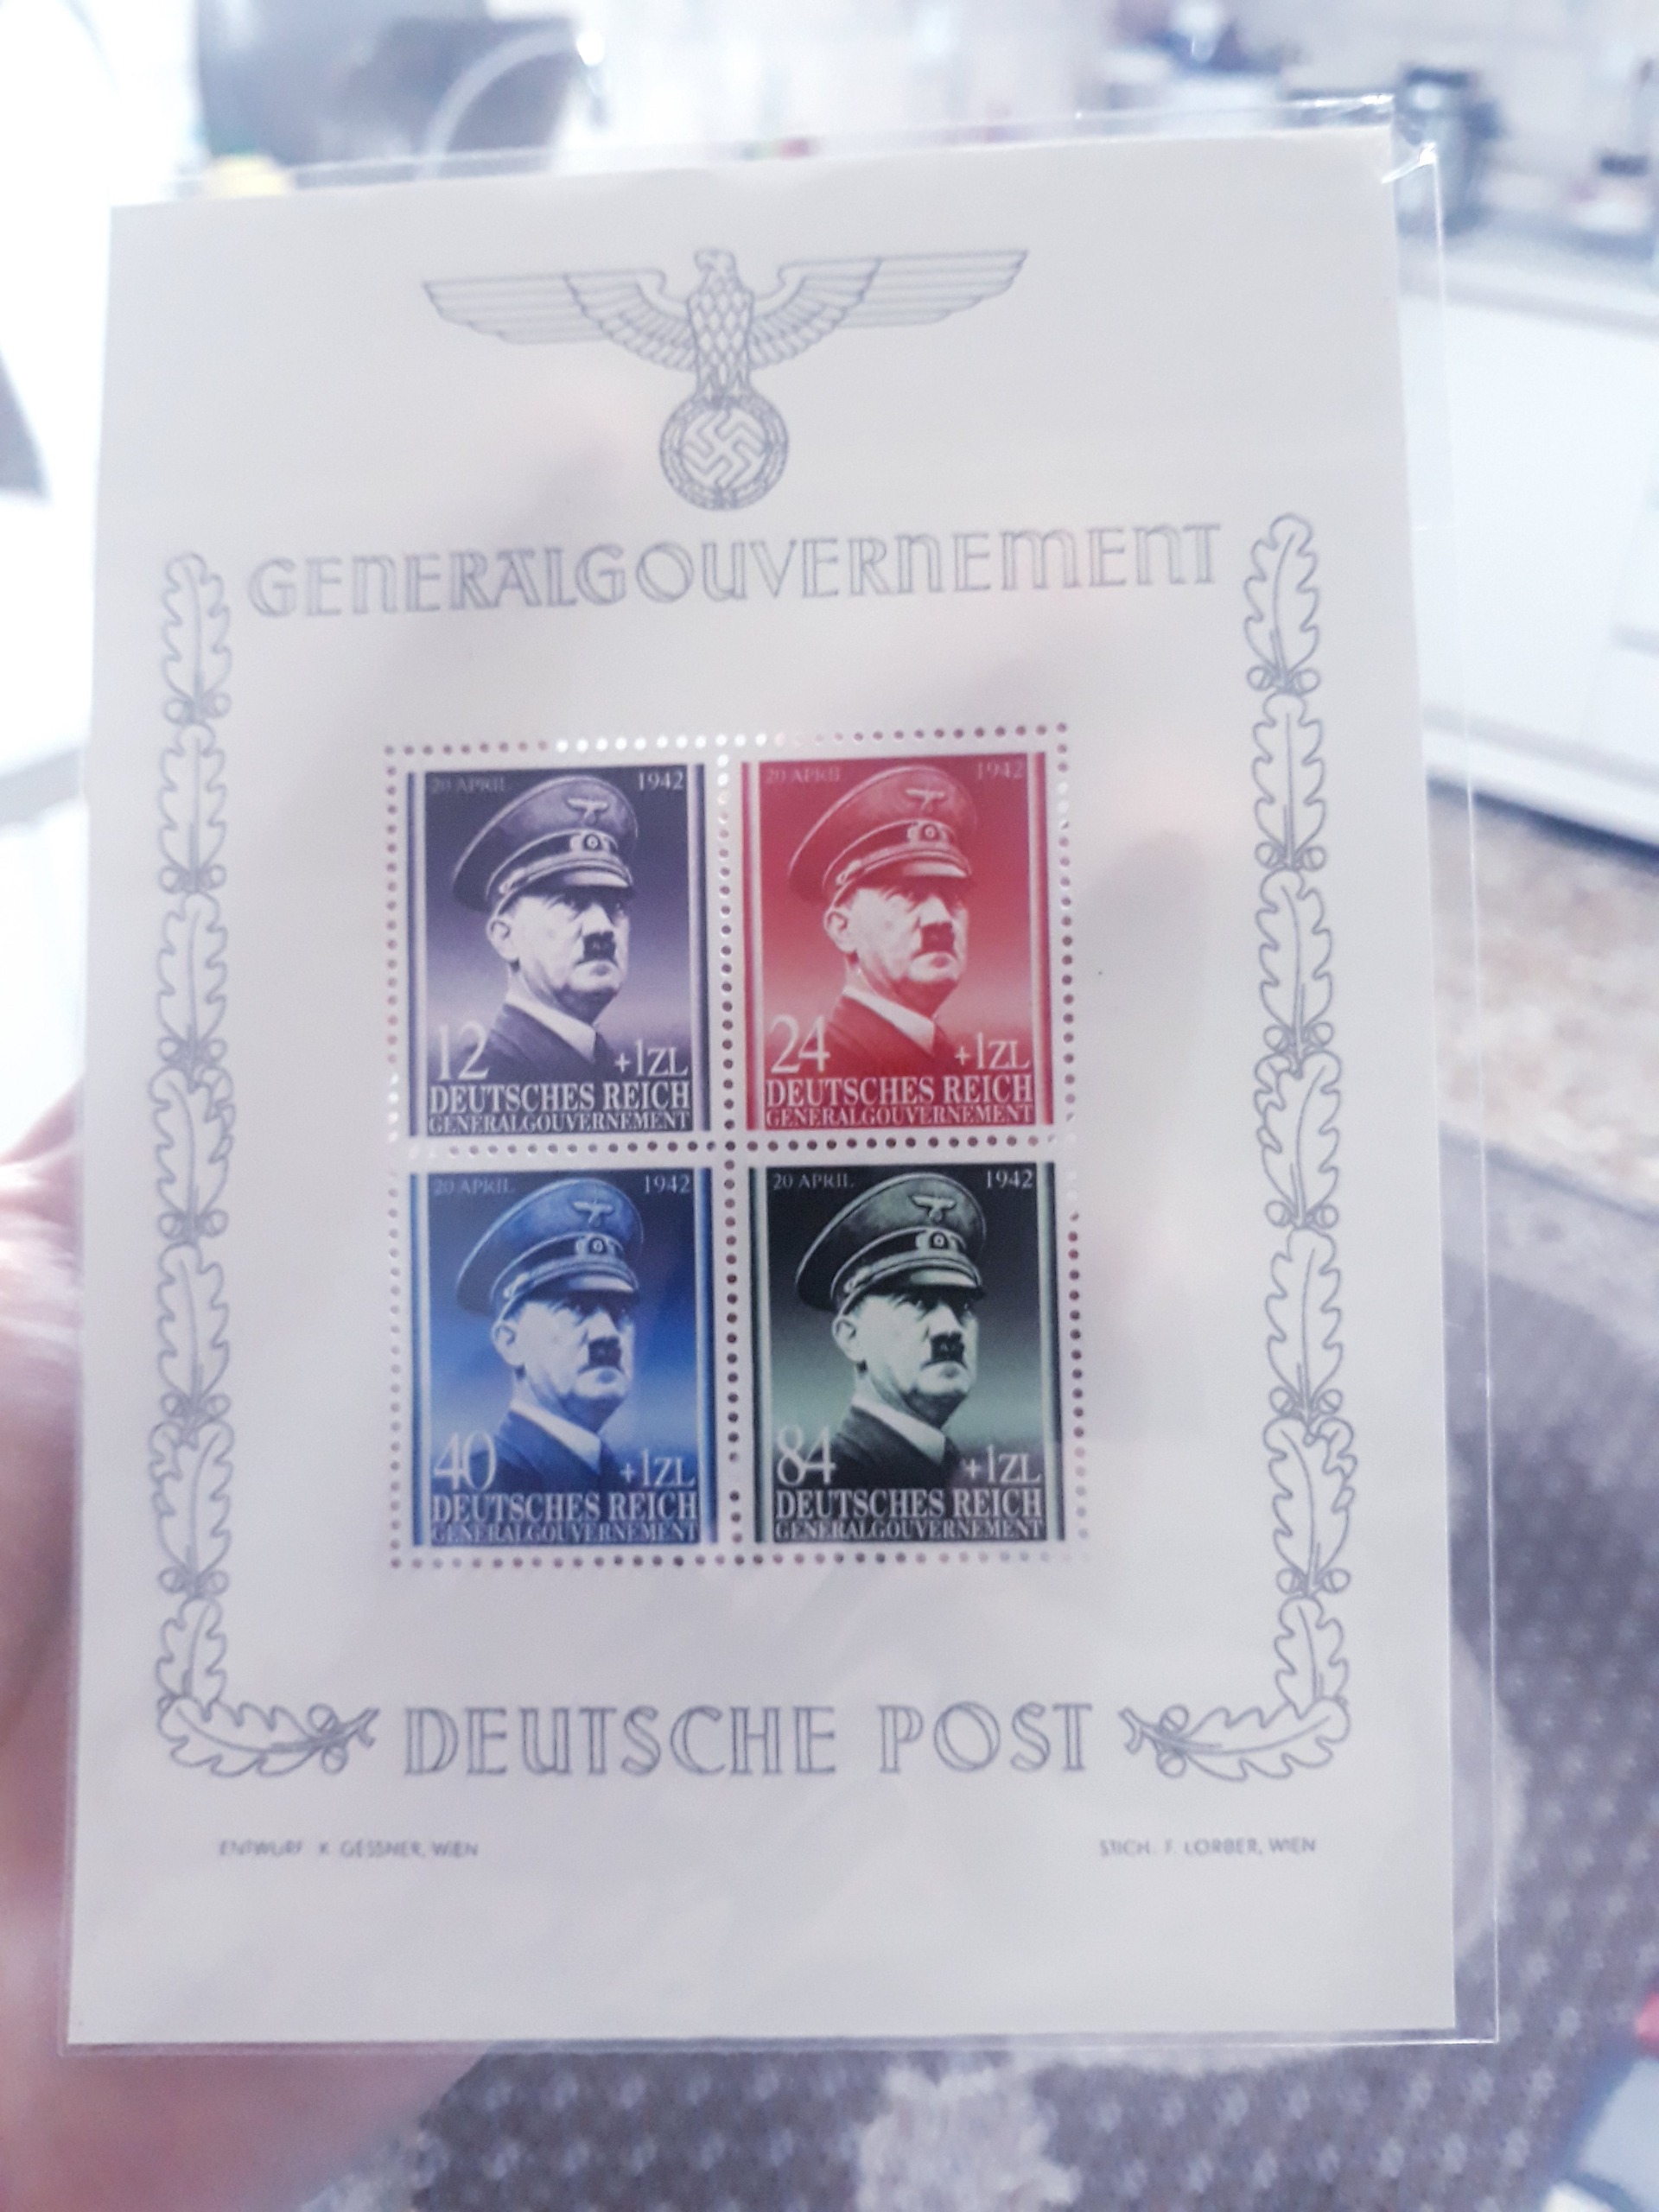 GENERALGOUVERNEMENT
20 APRIL 1942
12 +1ZL
DEUTSCHES REICH
GENERALGOUVERNEMENT
20 APRIL 1942
24 +1ZL
DEUTSCHES REICH
GENERALGOUVERNEMENT
20 APRIL 1942
40 +1ZL
DEUTSCHES REICH
GENERALGOUVERNEMENT
20 APRIL 1942
84 +1ZL
DEUTSCHES REICH
GENERALGOUVERNEMENT
DEUTSCHE POST
ENTWURF K. GESSNER, WIEN
STICH. F. LORBER, WIEN